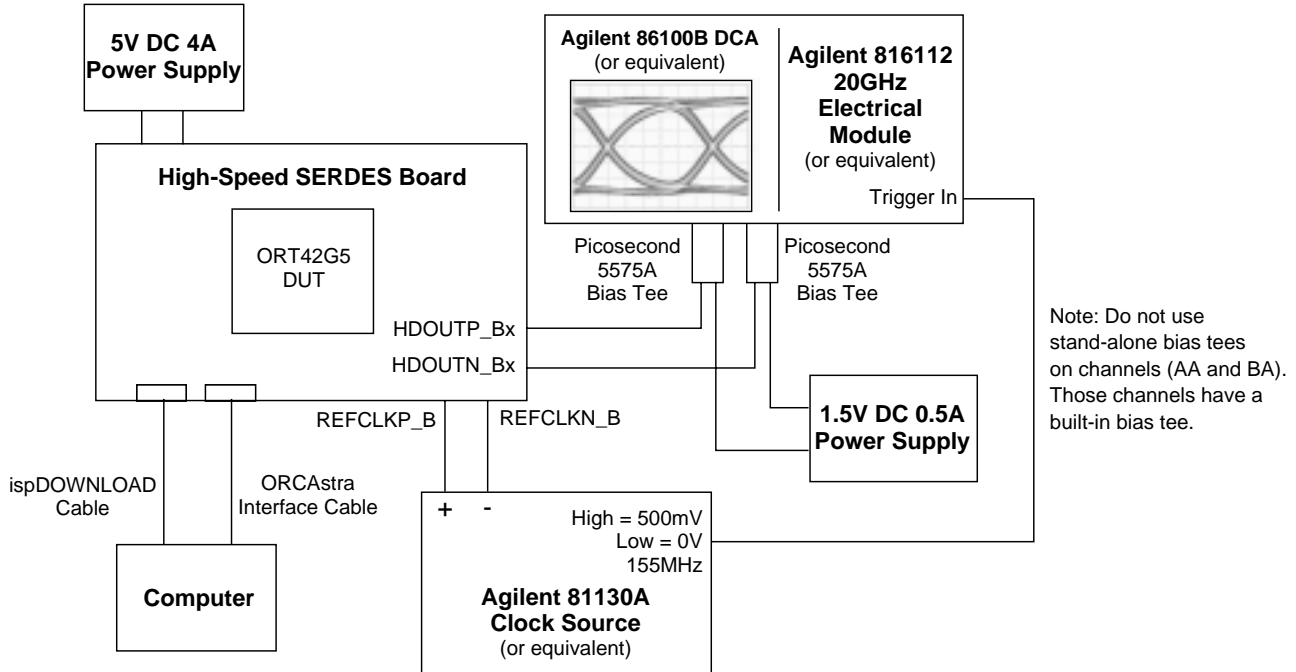 5V DC 4A
Power Supply
Agilent 86100B DCA
(or equivalent)
Agilent 816112
20GHz
Electrical
Module
(or equivalent)
Trigger In
High-Speed SERDES Board
ORT42G5
DUT
HDOUTP_Bx
HDOUTN_Bx
Picosecond
5575A
Bias Tee
Picosecond
5575A
Bias Tee
Note: Do not use
stand-alone bias tees
on channels (AA and BA).
Those channels have a
built-in bias tee.
1.5V DC 0.5A
Power Supply
REFCLKP_B
REFCLKN_B
ispDOWNLOAD
Cable
ORCAstra
Interface Cable
Computer
+ -
High = 500mV
Low = 0V
155MHz
Agilent 81130A
Clock Source
(or equivalent)